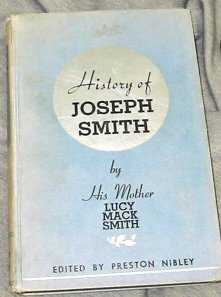 History of
JOSEPH
SMITH
by
His Mother
LUCY
MACK
SMITH
EDITED BY PRESTON NIBLEY